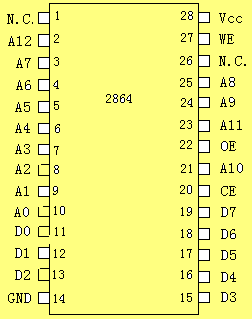 N.C. 1 28 Vcc
A12 2 27 WE
A7 3 26 N.C.
A6 4 25 A8
2864
A5 5 24 A9
A4 6 23 A11
A3 7 22 OE
A2 8 21 A10
A1 9 20 CE
A0 10 19 D7
D0 11 18 D6
D1 12 17 D5
D2 13 16 D4
GND 14 15 D3